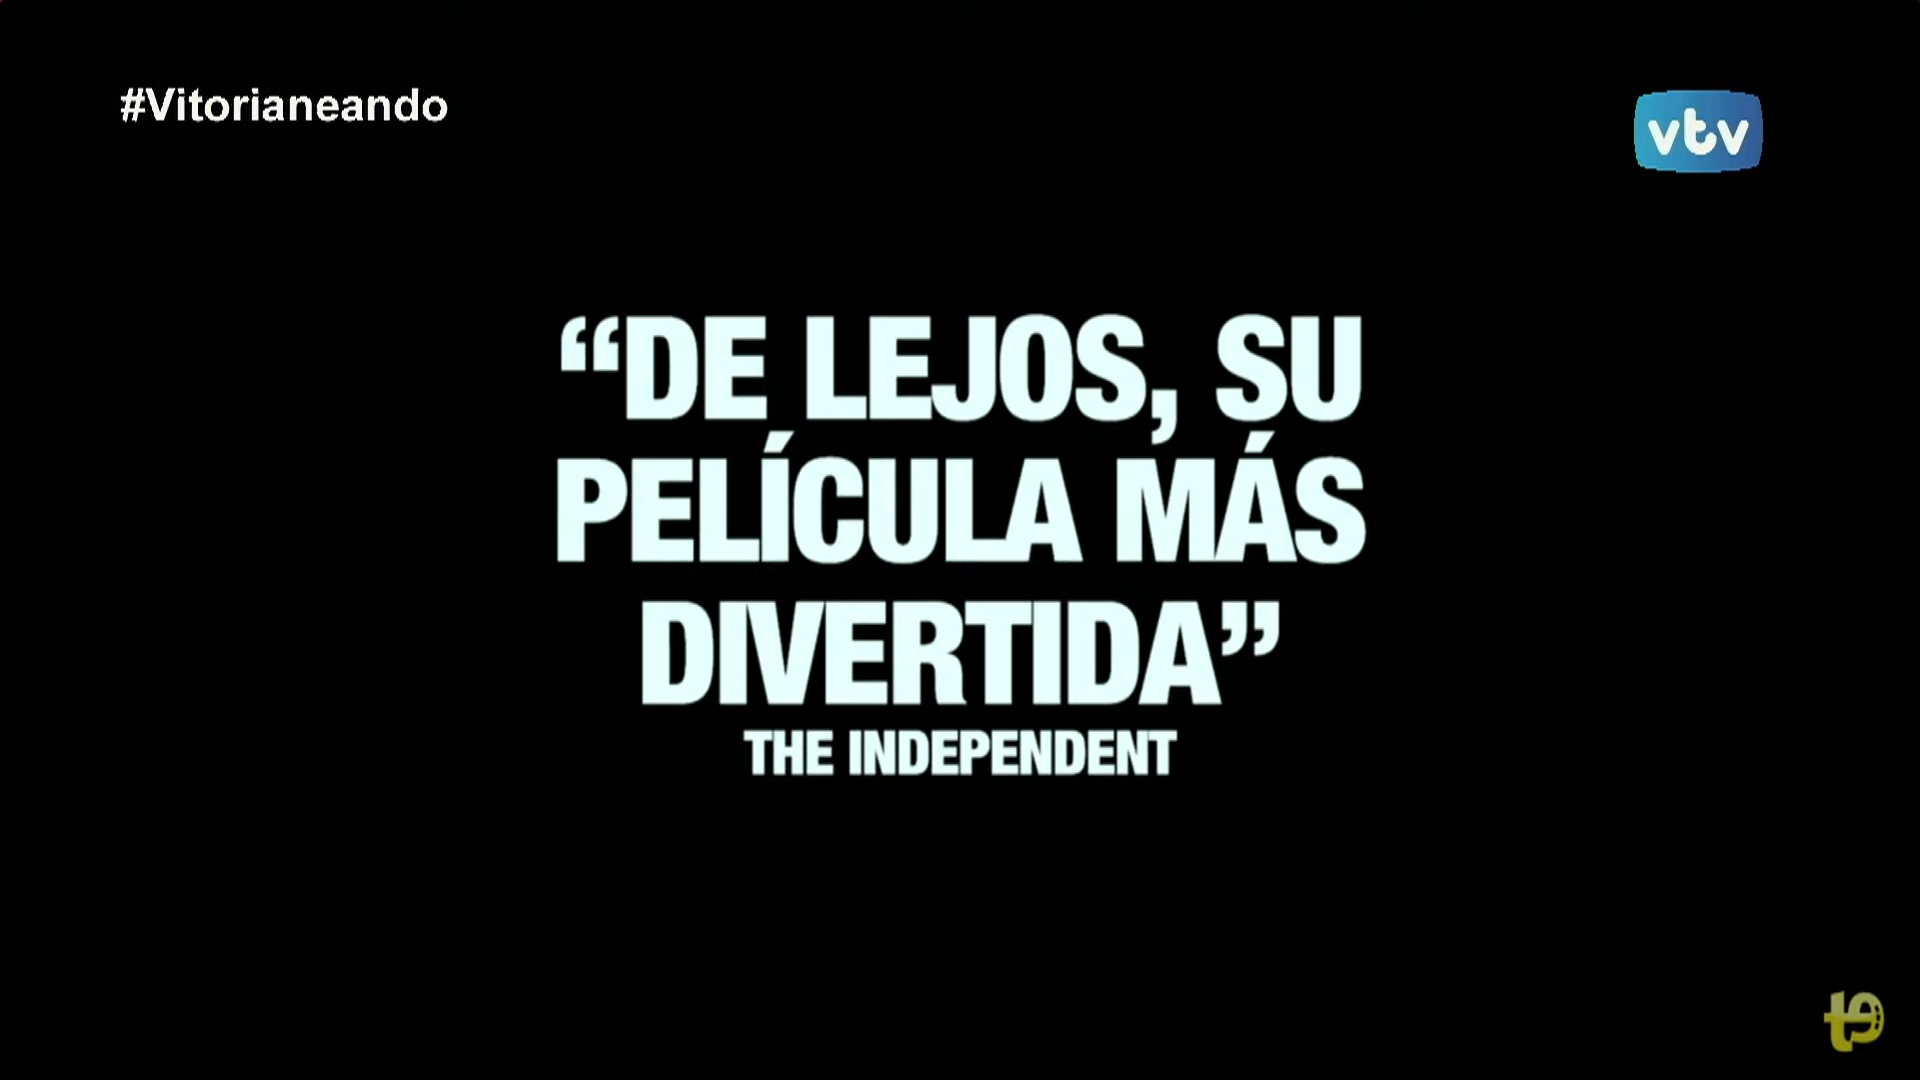 #Vitorianeando
vtv
“DE LEJOS, SU
PELÍCULA MÁS
DIVERTIDA”
THE INDEPENDENT